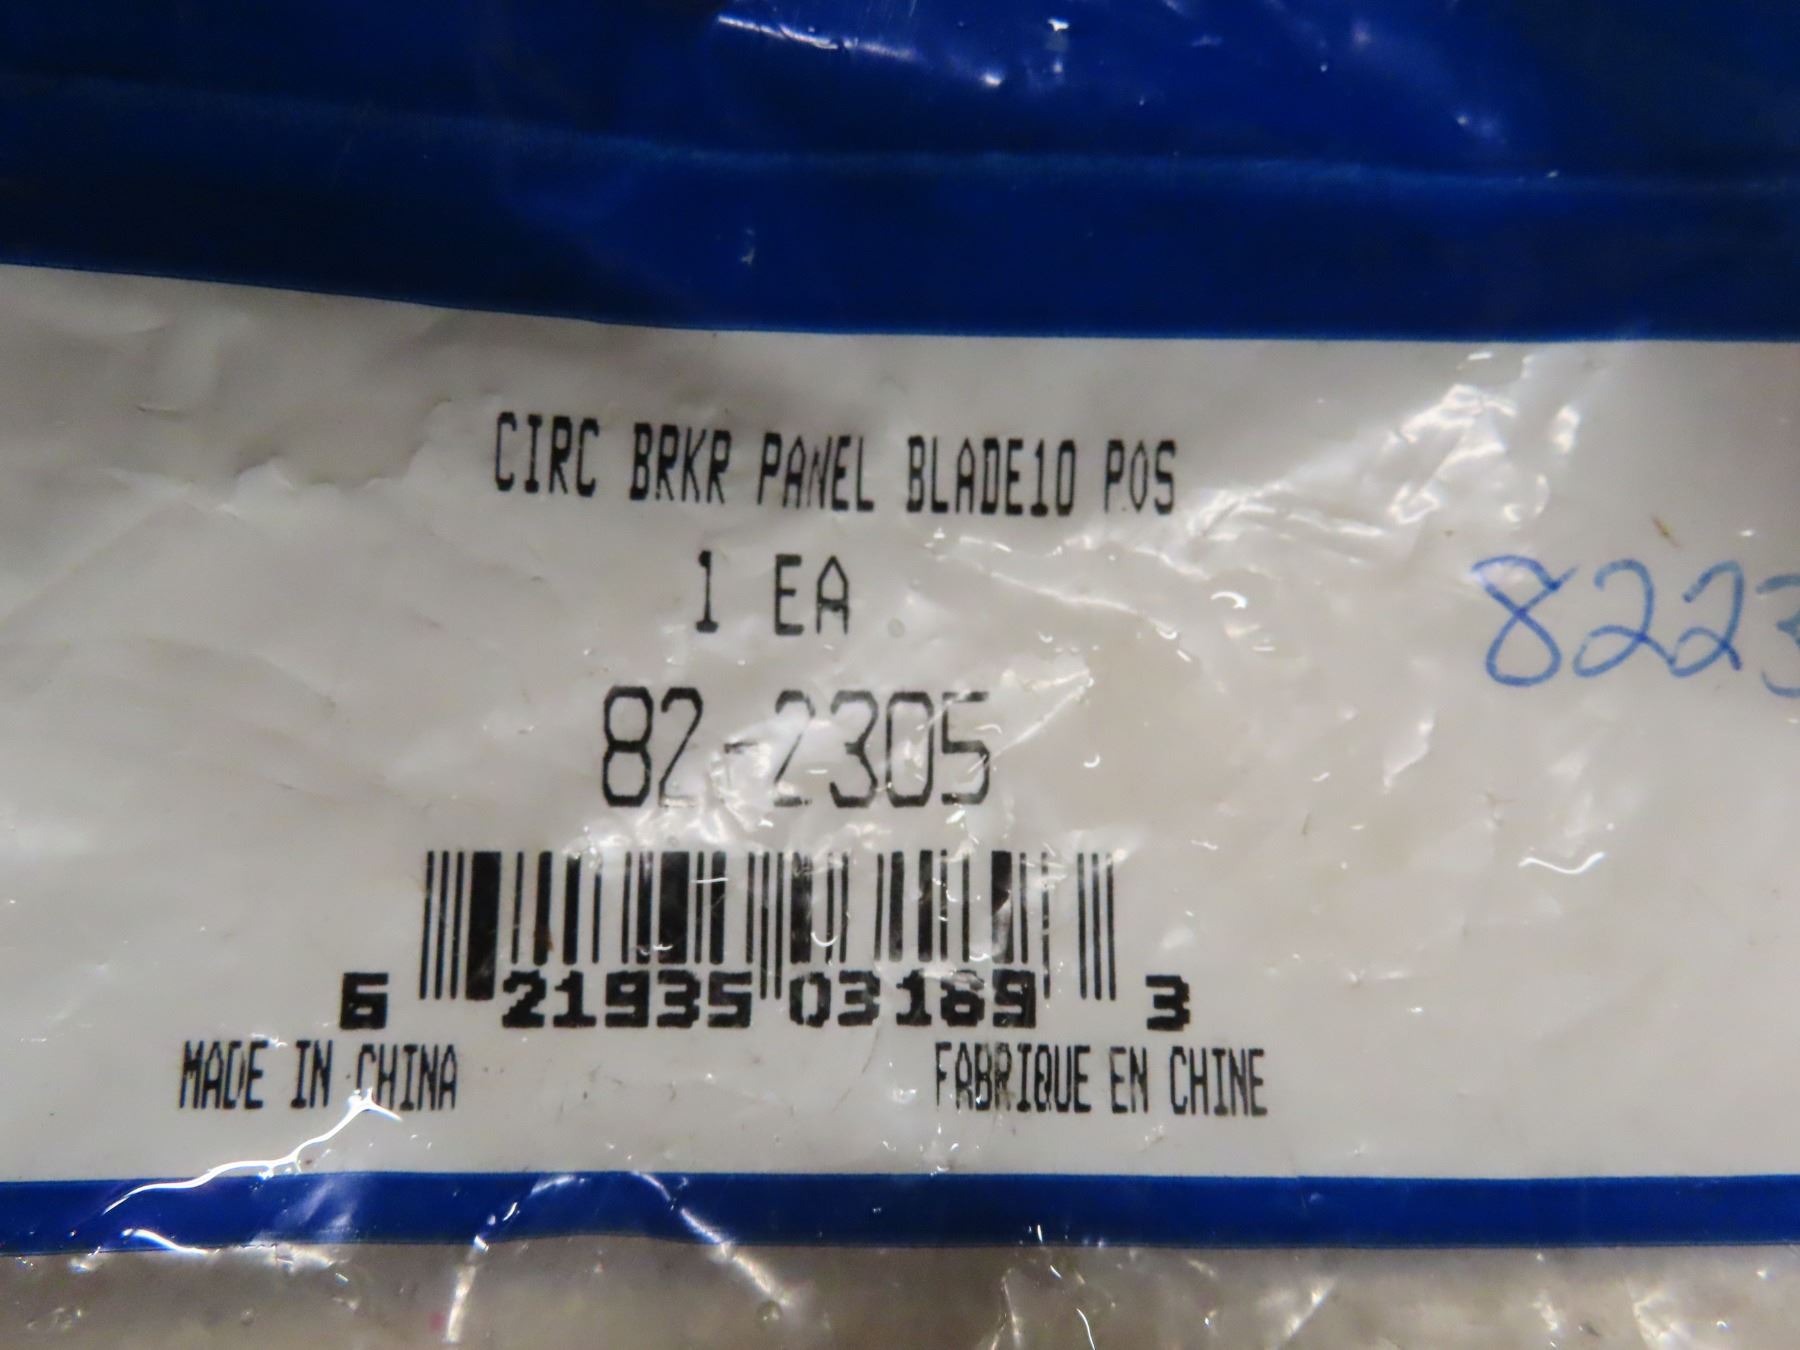 CIRC BRKR PANEL BLADE10 POS
1 EA
8223
82-2305
6 21935 03189 3
MADE IN CHINA
FABRIQUE EN CHINE